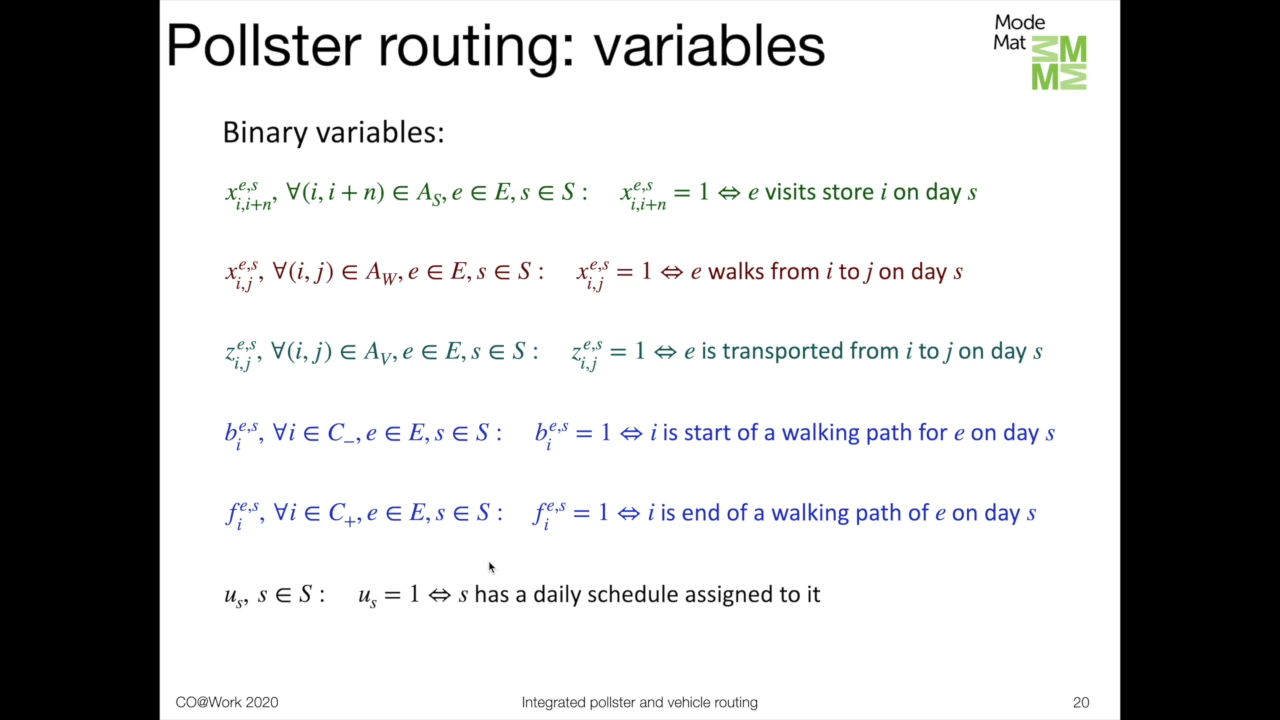 Pollster routing: variables
Mode
Mat
MM
MM
Binary variables:
x^{e,s}_{i,i+n}, ∀(i, i + n) ∈ A_S, e ∈ E, s ∈ S : x^{e,s}_{i,i+n} = 1 ⇔ e visits store i on day s
x^{e,s}_{i,j}, ∀(i, j) ∈ A_W, e ∈ E, s ∈ S : x^{e,s}_{i,j} = 1 ⇔ e walks from i to j on day s
z^{e,s}_{i,j}, ∀(i, j) ∈ A_V, e ∈ E, s ∈ S : z^{e,s}_{i,j} = 1 ⇔ e is transported from i to j on day s
b^{e,s}_i, ∀i ∈ C_−, e ∈ E, s ∈ S : b^{e,s}_i = 1 ⇔ i is start of a walking path for e on day s
f^{e,s}_i, ∀i ∈ C_+, e ∈ E, s ∈ S : f^{e,s}_i = 1 ⇔ i is end of a walking path of e on day s
u_s, s ∈ S : u_s = 1 ⇔ s has a daily schedule assigned to it
CO@Work 2020
Integrated pollster and vehicle routing
20